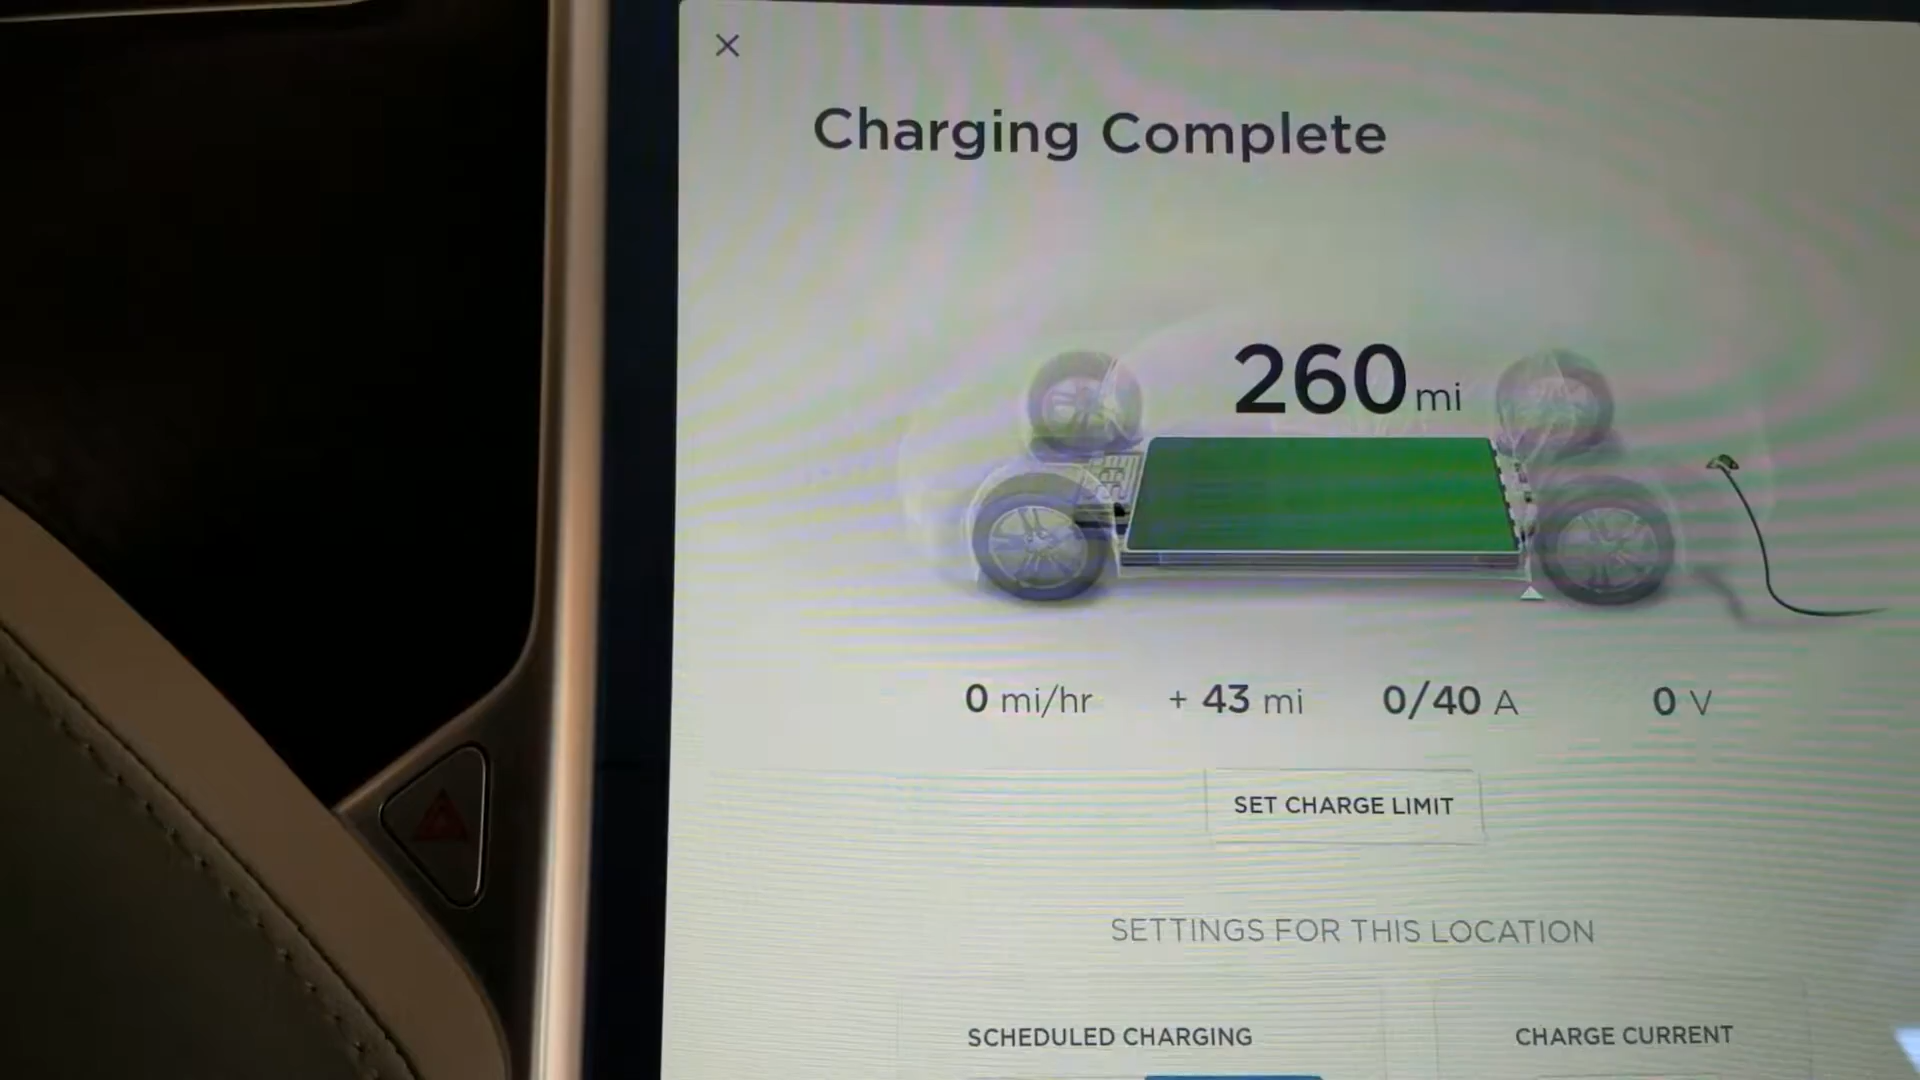 Charging Complete
260 mi
0 mi/hr + 43 mi 0/40 A 0 V
SET CHARGE LIMIT
SETTINGS FOR THIS LOCATION
SCHEDULED CHARGING CHARGE CURRENT